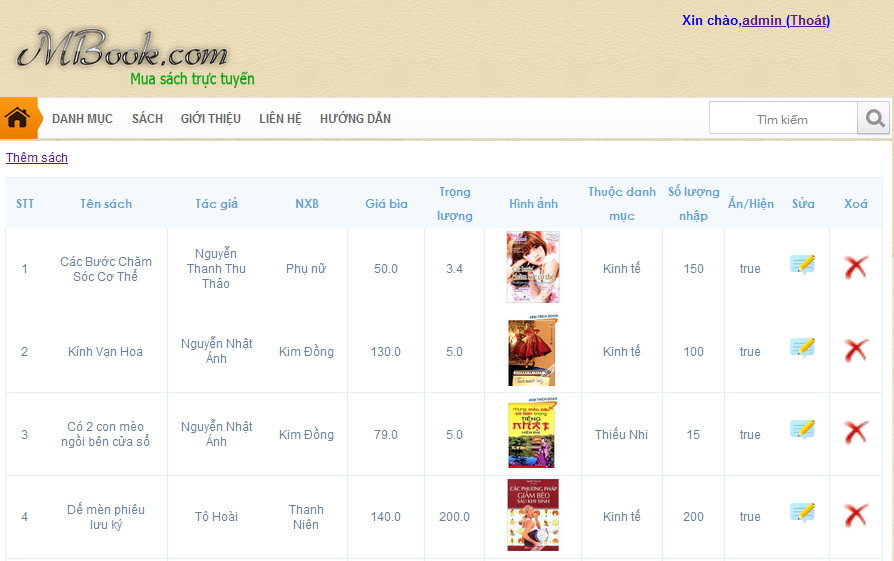 Xin chào,admin (Thoát)
MBook.com
Mua sách trực tuyến
DANH MỤC SÁCH GIỚI THIỆU LIÊN HỆ HƯỚNG DẪN Tìm kiếm
Thêm sách
STT Tên sách Tác giả NXB Giá bìa Trọng lượng Hình ảnh Thuộc danh mục Số lượng nhập Ẩn/Hiện Sửa Xoá
1 Các Bước Chăm Sóc Cơ Thể Nguyễn Thanh Thu Thảo Phụ nữ 50.0 3.4 Kinh tế 150 true
2 Kính Vạn Hoa Nguyễn Nhật Ánh Kim Đồng 130.0 5.0 Kinh tế 100 true
3 Có 2 con mèo ngồi bên cửa sổ Nguyễn Nhật Ánh Kim Đồng 79.0 5.0 TIẾNG NHẬT Thiếu Nhi 15 true
4 Dế mèn phiêu lưu ký Tô Hoài Thanh Niên 140.0 200.0 CÁC PHƯƠNG PHÁP GIẢM BÉO SAU KHI SINH Kinh tế 200 true